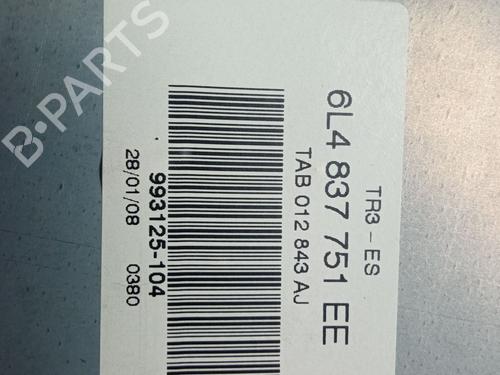 TR3-ES
6L4 837 751 EE
TAB 012 843 AJ
993125-104
28/01/08 0380
B-PARTS